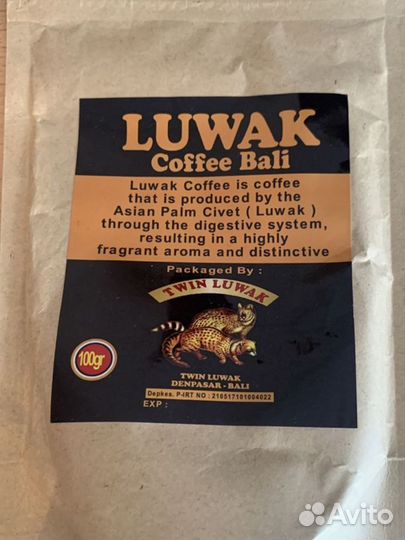 LUWAK
Coffee Bali
Luwak Coffee is coffee
that is produced by the
Asian Palm Civet ( Luwak )
through the digestive system,
resulting in a highly
fragrant aroma and distinctive
Packaged By :
TWIN LUWAK
100gr
TWIN LUWAK
DENPASAR - BALI
Depkes. P-IRT NO : 210517101004022
EXP :
Avito